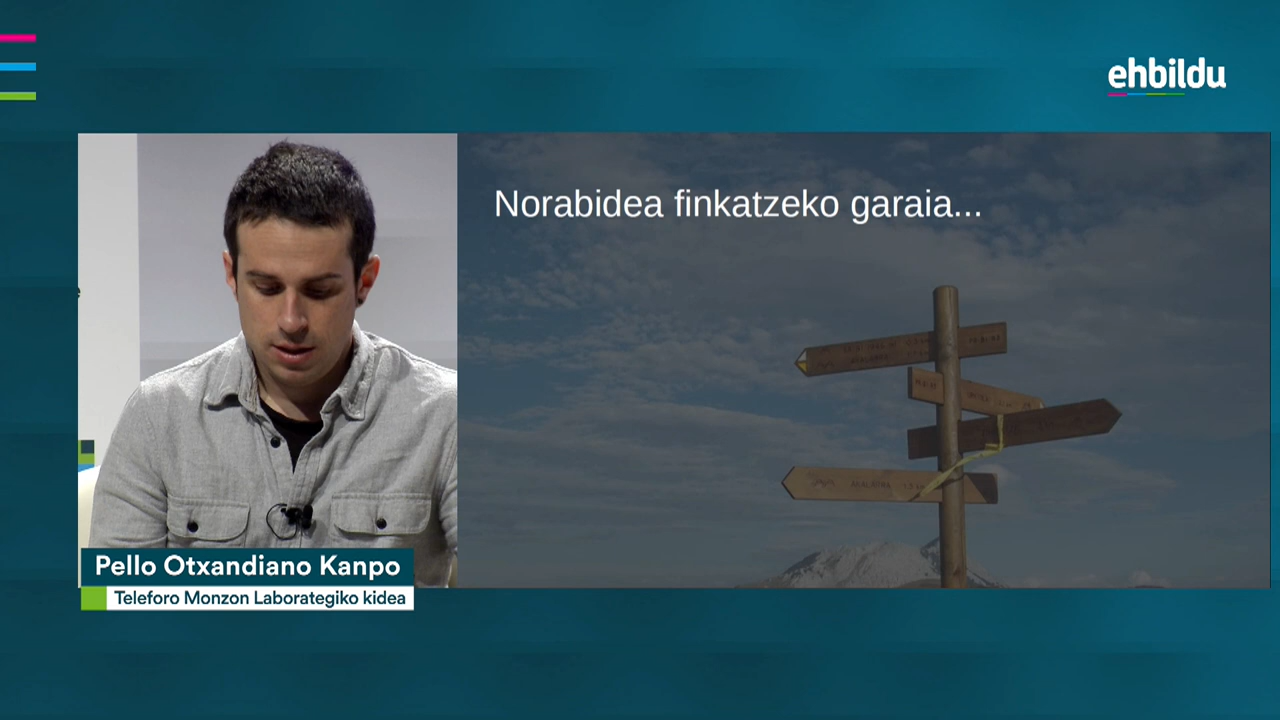 ehbildu
Norabidea finkatzeko garaia...
Pello Otxandiano Kanpo
Teleforo Monzon Laborategiko kidea